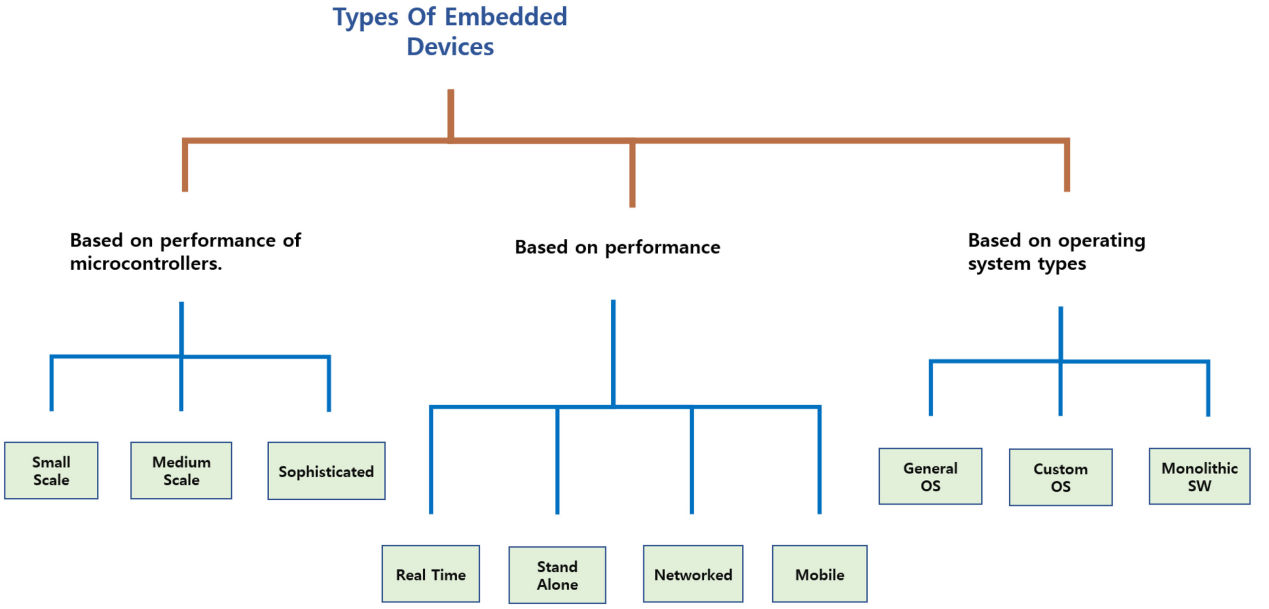 Types Of Embedded
Devices
Based on performance of
microcontrollers.
Based on performance
Based on operating
system types
Small
Scale
Medium
Scale
Sophisticated
General
OS
Custom
OS
Monolithic
SW
Real Time
Stand
Alone
Networked
Mobile